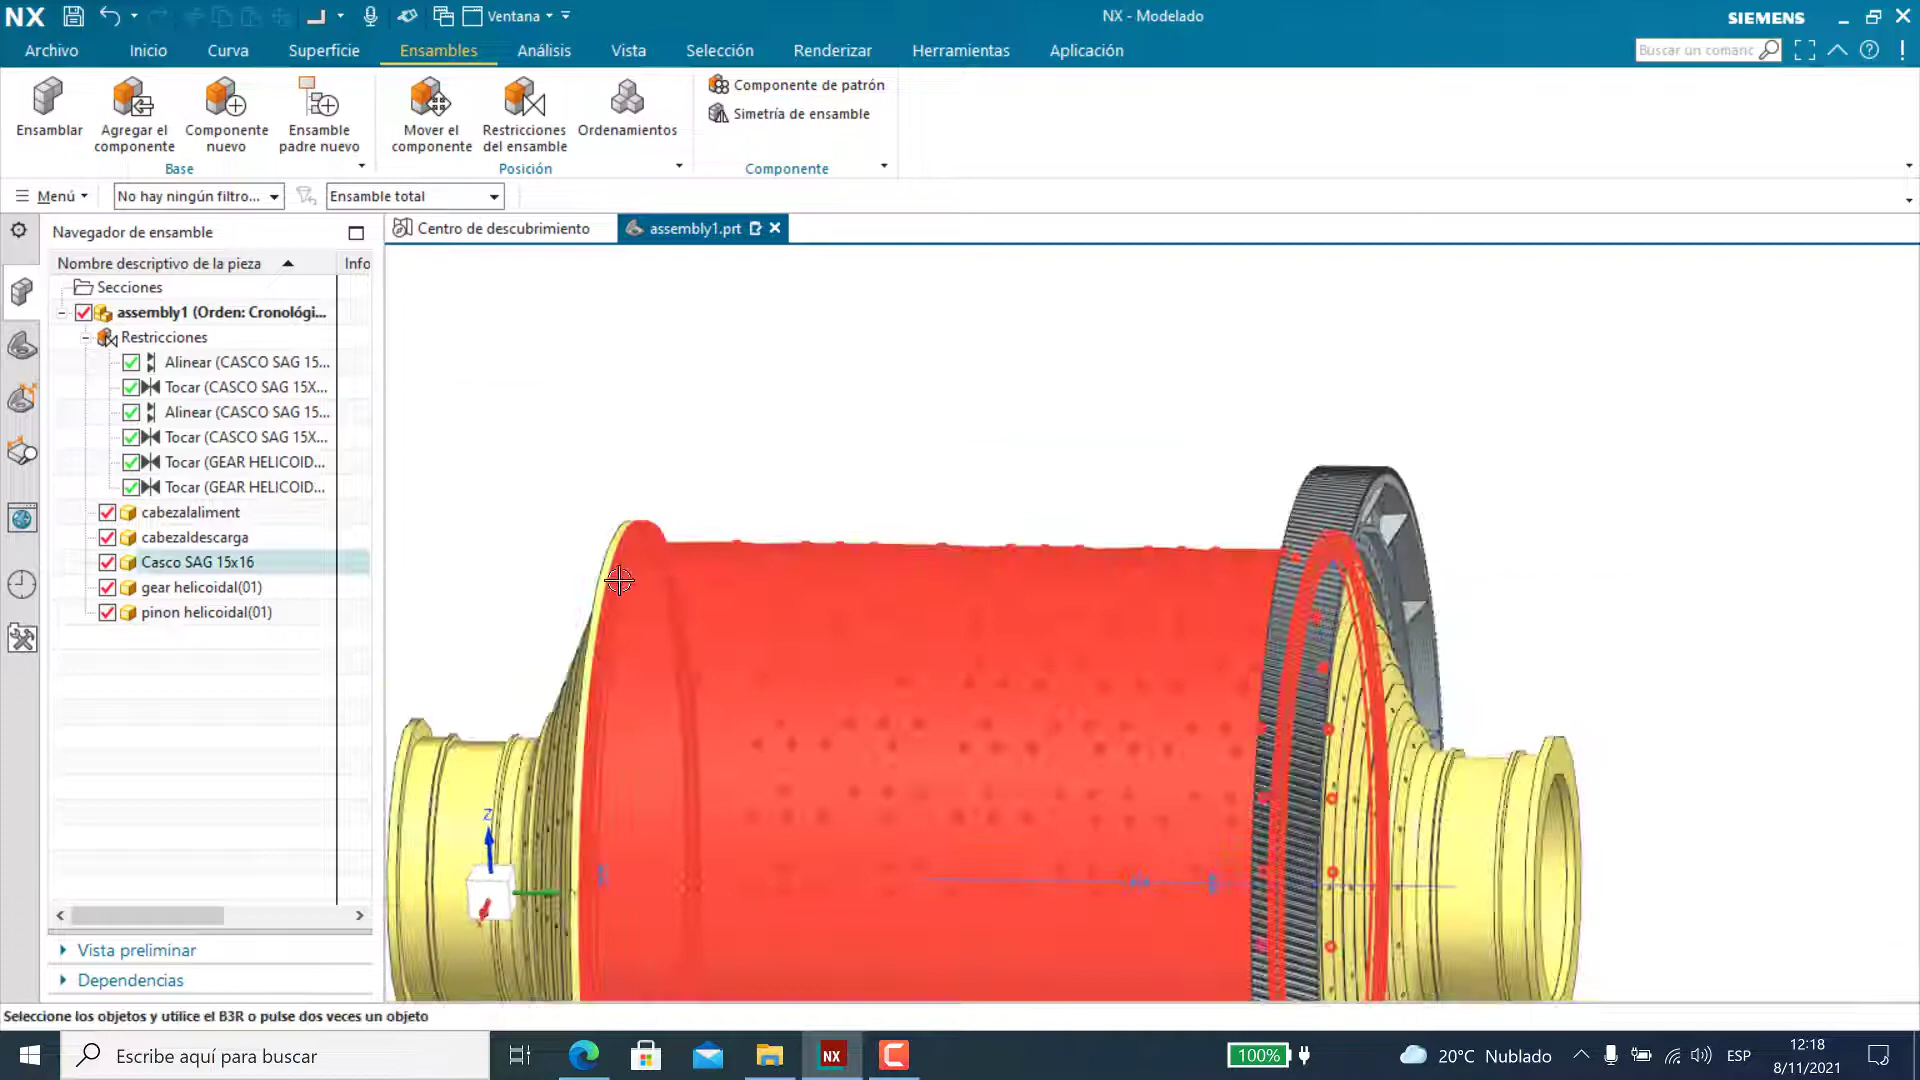 NX
Ventana
NX - Modelado
SIEMENS
Archivo
Inicio
Curva
Superficie
Ensambles
Análisis
Vista
Selección
Renderizar
Herramientas
Aplicación
Buscar un comanc
Ensamblar
Agregar el
componente
Componente
nuevo
Ensamble
padre nuevo
Base
Mover el
componente
Restricciones
del ensamble
Ordenamientos
Posición
Componente de patrón
Simetría de ensamble
Componente
Menú
No hay ningún filtro...
Ensamble total
Navegador de ensamble
Centro de descubrimiento
assembly1.prt
Nombre descriptivo de la pieza
Info
Secciones
assembly1 (Orden: Cronológi...
Restricciones
Alinear (CASCO SAG 15...
Tocar (CASCO SAG 15X...
Alinear (CASCO SAG 15...
Tocar (CASCO SAG 15X...
Tocar (GEAR HELICOID...
Tocar (GEAR HELICOID...
cabezalaliment
cabezaldescarga
Casco SAG 15x16
gear helicoidal(01)
pinon helicoidal(01)
Z
Vista preliminar
Dependencias
Seleccione los objetos y utilice el B3R o pulse dos veces un objeto
Escribe aquí para buscar
NX
100%
20°C Nublado
ESP
12:18
8/11/2021